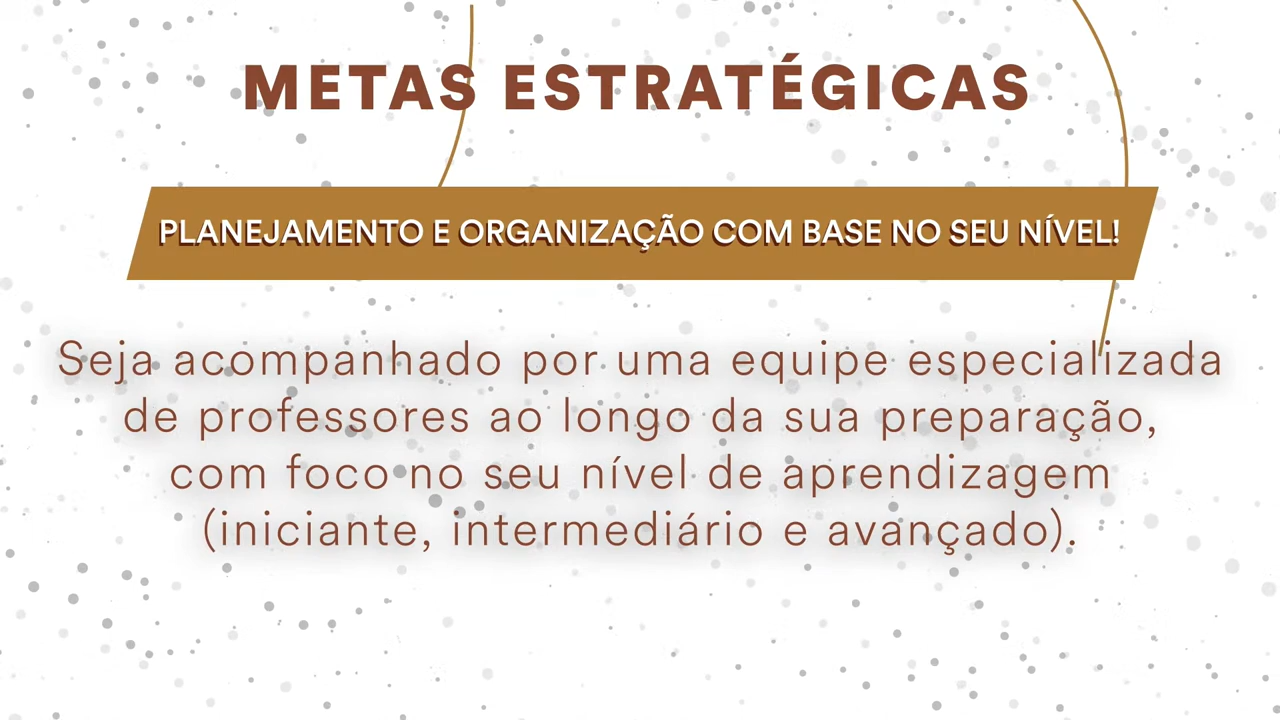 METAS ESTRATÉGICAS
PLANEJAMENTO E ORGANIZAÇÃO COM BASE NO SEU NÍVEL!
Seja acompanhado por uma equipe especializada
de professores ao longo da sua preparação,
com foco no seu nível de aprendizagem
(iniciante, intermediário e avançado).